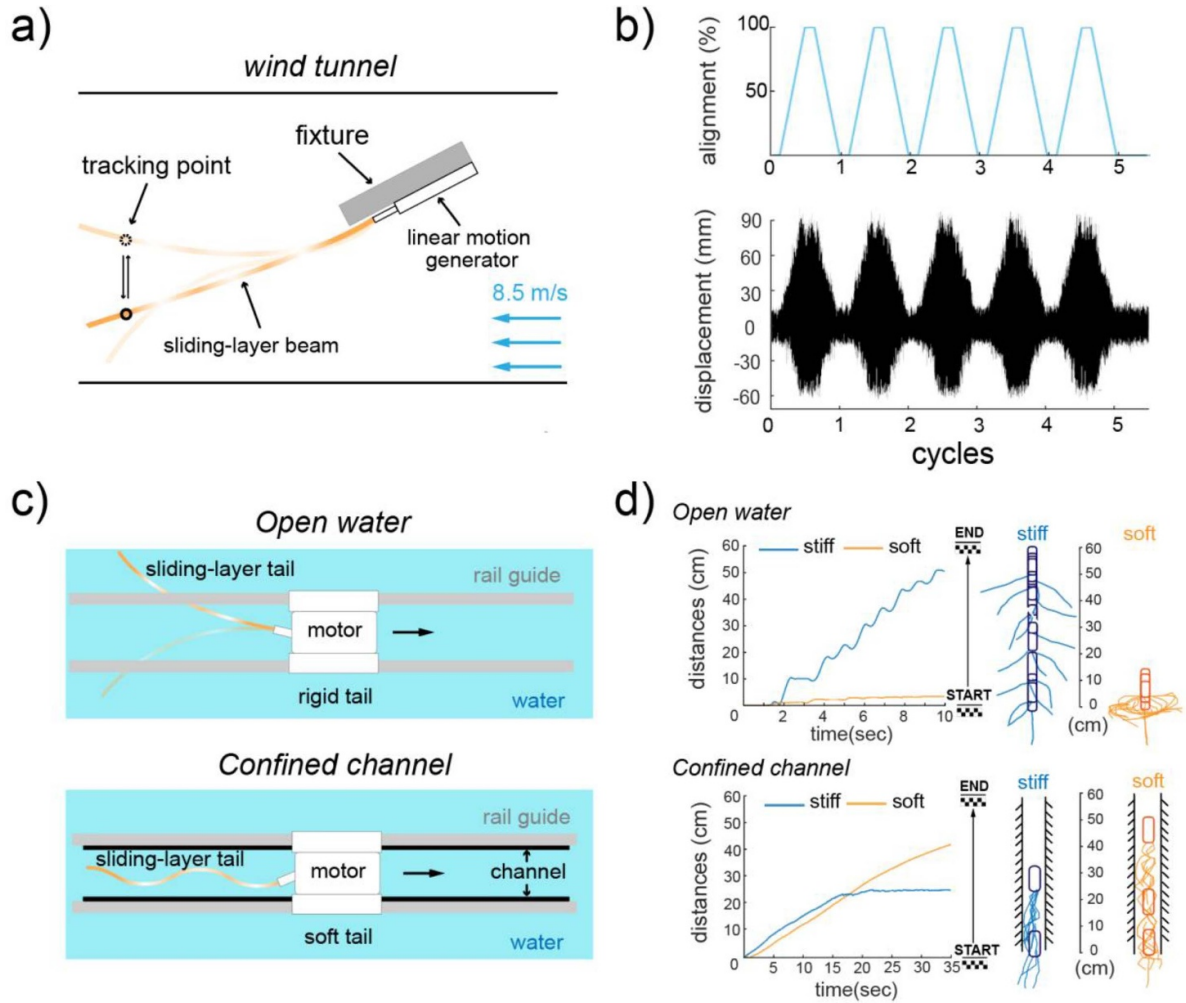 a)
wind tunnel
fixture
tracking point
linear motion
generator
8.5 m/s
sliding-layer beam
b)
alignment (%)
100
50
0 1 2 3 4 5
displacement (mm)
90
60
30
0
-30
-60
0 1 2 3 4 5
cycles
c)
Open water
sliding-layer tail
rail guide
motor
rigid tail
water
Confined channel
rail guide
sliding-layer tail
motor
channel
soft tail
water
d)
Open water
stiff soft
distances (cm)
60
50
40
30
20
10
0
0 2 4 6 8 10
time(sec)
END
START
stiff
60
50
40
30
20
10
0
(cm)
soft
Confined channel
stiff soft
distances (cm)
60
50
40
30
20
10
0
0 5 10 15 20 25 30 35
time(sec)
END
START
stiff
60
50
40
30
20
10
0
(cm)
soft